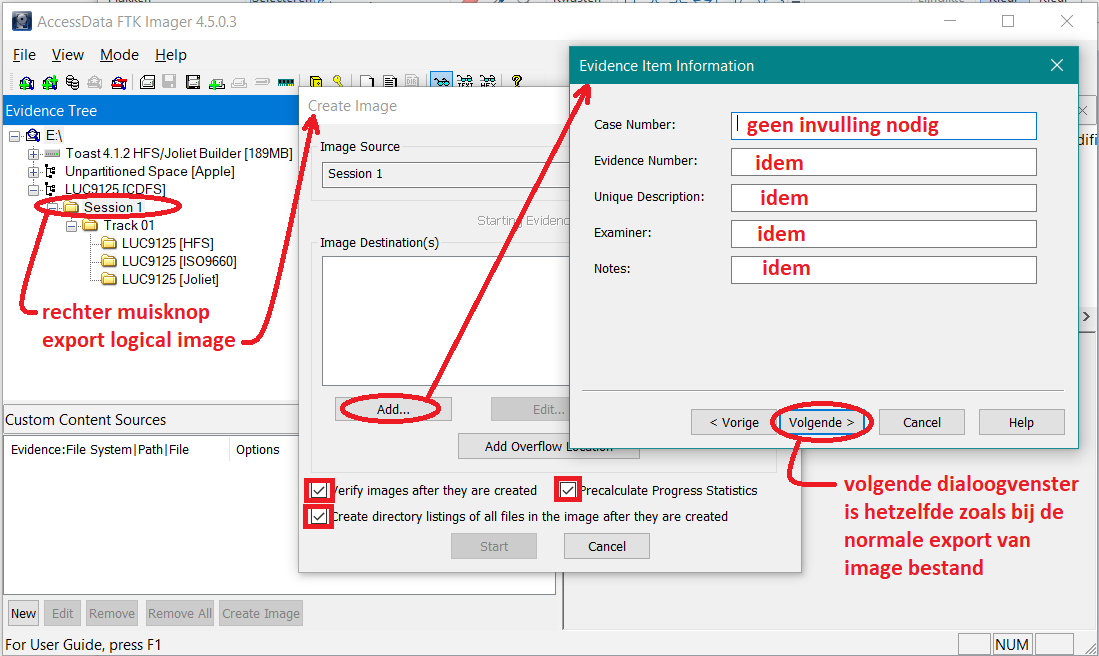 AccessData FTK Imager 4.5.0.3
File View Mode Help
Evidence Tree
E:\
Toast 4.1.2 HFS/Joliet Builder [189MB]
Unpartitioned Space [Apple]
LUC9125 [CDFS]
Session 1
Track 01
LUC9125 [HFS]
LUC9125 [ISO9660]
LUC9125 [Joliet]
rechter muisknop
export logical image
Custom Content Sources
Evidence:File System|Path|File Options
New Edit Remove Remove All Create Image
For User Guide, press F1
NUM
Create Image
Image Source
Session 1
Starting Evidenc
Image Destination(s)
Add... Edit...
Add Overflow Location
Verify images after they are created Precalculate Progress Statistics
Create directory listings of all files in the image after they are created
Start Cancel
Evidence Item Information
Case Number: geen invulling nodig
Evidence Number: idem
Unique Description: idem
Examiner: idem
Notes: idem
< Vorige Volgende > Cancel Help
volgende dialoogvenster
is hetzelfde zoals bij de
normale export van
image bestand